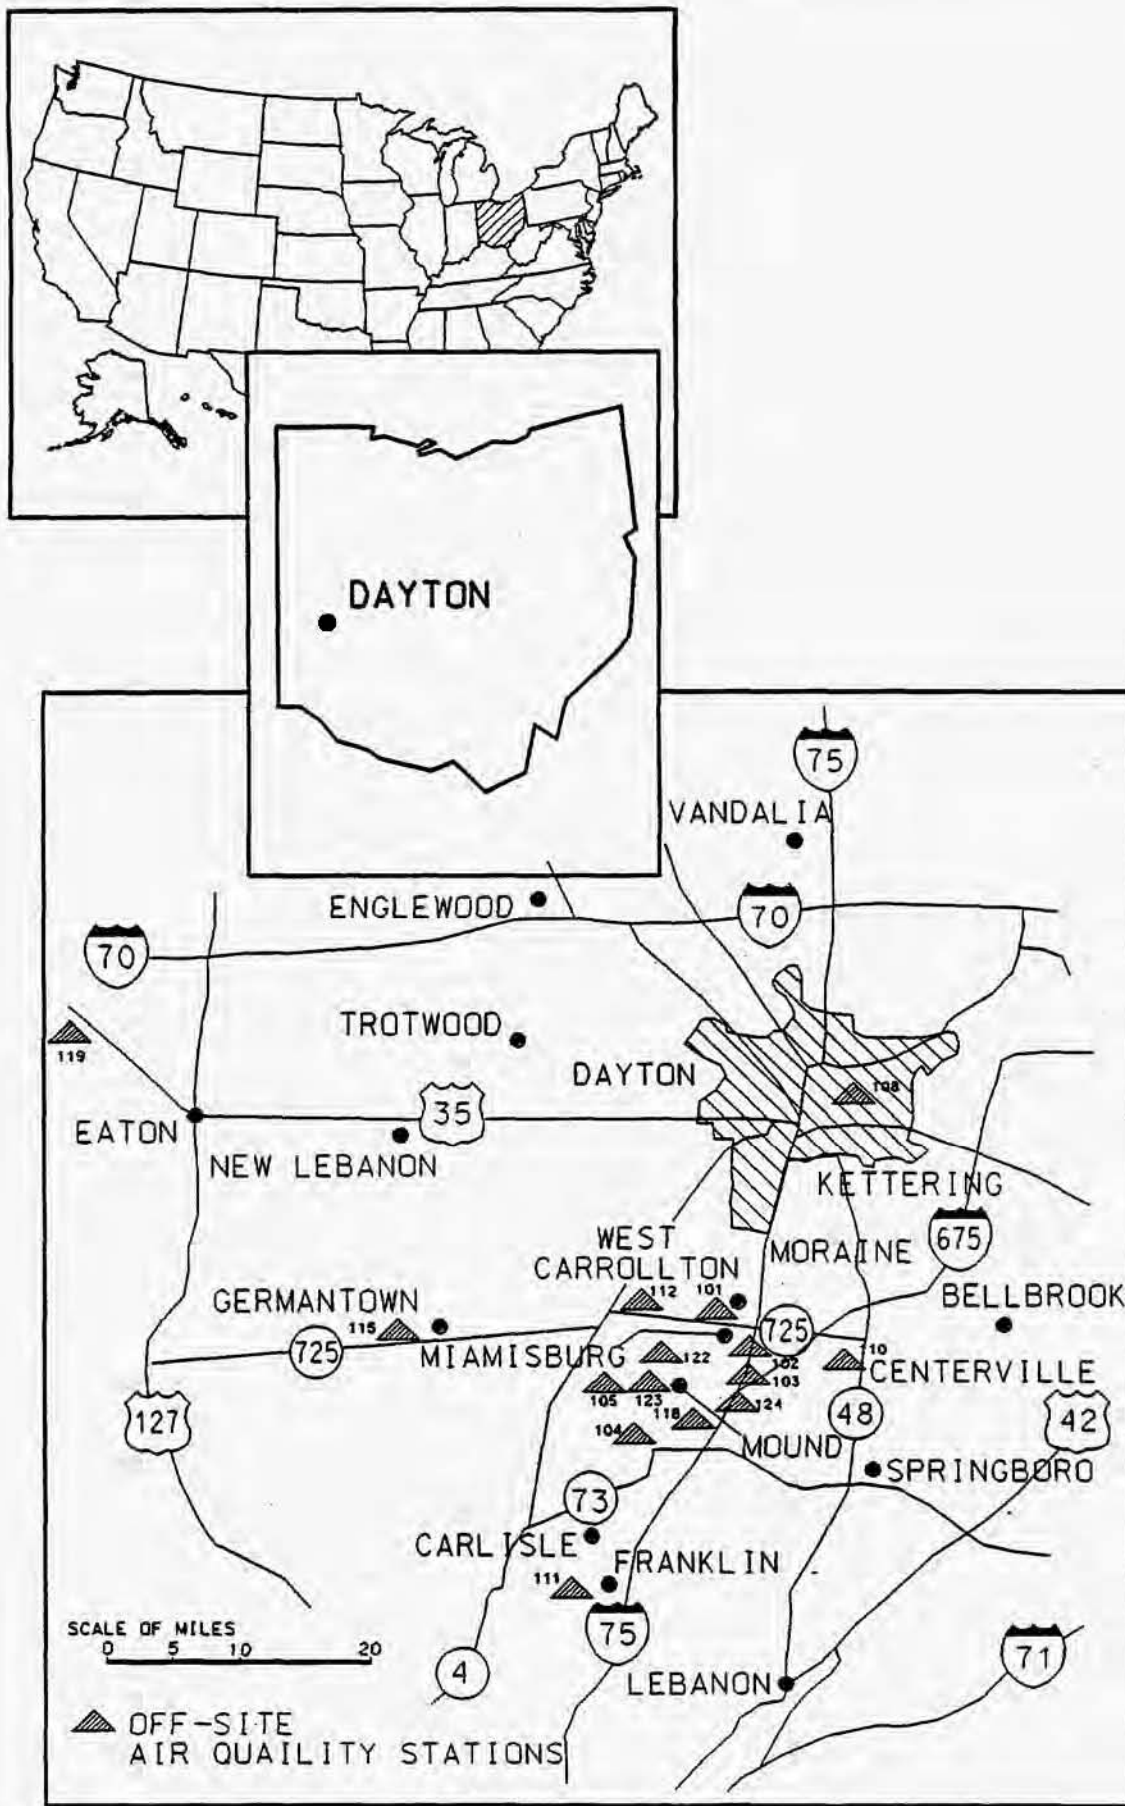 DAYTON
75
VANDALIA
ENGLEWOOD
70
70
TROTWOOD
119
DAYTON
108
35
EATON
NEW LEBANON
KETTERING
WEST
CARROLLTON
MORAINE
675
112
101
BELLBROOK
GERMANTOWN
115
725
725
MIAMISBURG
122
102
10
CENTERVILLE
103
105
123
124
127
118
48
42
104
MOUND
SPRINGBORO
73
CARLISLE
FRANKLIN
111
SCALE OF MILES
0 5 10 20
75
71
4
LEBANON
OFF-SITE
AIR QUAILITY STATIONS